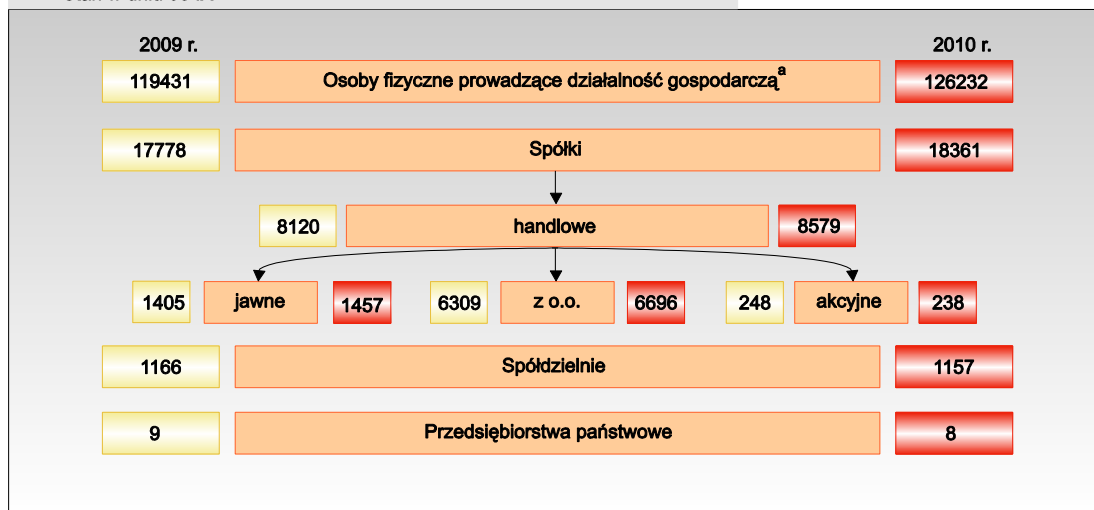 2009 r. 2010 r.
119431 Osoby fizyczne prowadzące działalność gospodarczą a 126232
17778 Spółki 18361
8120 handlowe 8579
1405 jawne 1457 6309 z o.o. 6696 248 akcyjne 238
1166 Spółdzielnie 1157
9 Przedsiębiorstwa państwowe 8